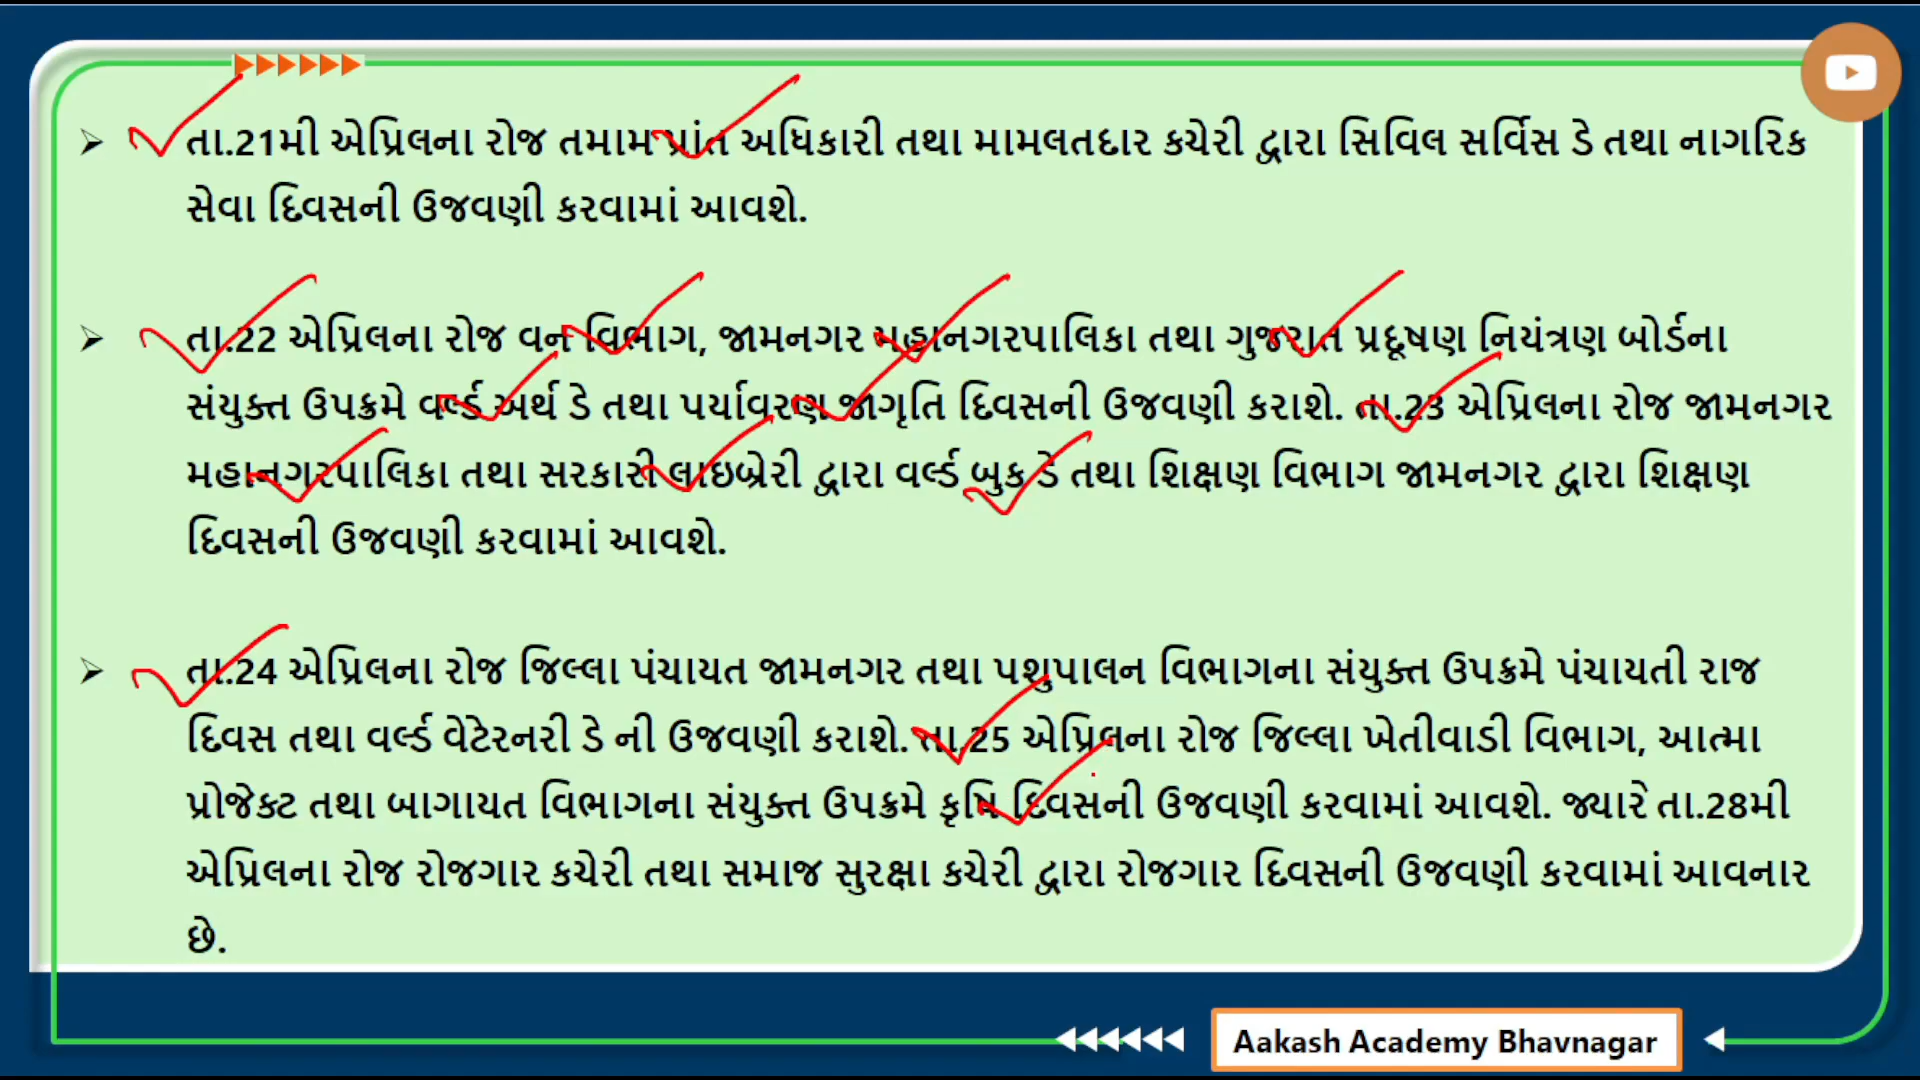 ➢ તા.21મી એપ્રિલના રોજ તમામ પ્રાંત અધિકારી તથા મામલતદાર કચેરી દ્વારા સિવિલ સર્વિસ ડે તથા નાગરિક
સેવા દિવસની ઉજવણી કરવામાં આવશે.
➢ તા.22 એપ્રિલના રોજ વન વિભાગ, જામનગર મહાનગરપાલિકા તથા ગુજરાત પ્રદૂષણ નિયંત્રણ બોર્ડના
સંયુક્ત ઉપક્રમે વર્લ્ડ અર્થ ડે તથા પર્યાવરણ જાગૃતિ દિવસની ઉજવણી કરાશે. તા.23 એપ્રિલના રોજ જામનગર
મહાનગરપાલિકા તથા સરકારી લાઇબ્રેરી દ્વારા વર્લ્ડ બુક ડે તથા શિક્ષણ વિભાગ જામનગર દ્વારા શિક્ષણ
દિવસની ઉજવણી કરવામાં આવશે.
➢ તા.24 એપ્રિલના રોજ જિલ્લા પંચાયત જામનગર તથા પશુપાલન વિભાગના સંયુક્ત ઉપક્રમે પંચાયતી રાજ
દિવસ તથા વર્લ્ડ વેટેરનરી ડે ની ઉજવણી કરાશે. તા.25 એપ્રિલના રોજ જિલ્લા ખેતીવાડી વિભાગ, આત્મા
પ્રોજેક્ટ તથા બાગાયત વિભાગના સંયુક્ત ઉપક્રમે કૃષિ દિવસની ઉજવણી કરવામાં આવશે. જ્યારે તા.28મી
એપ્રિલના રોજ રોજગાર કચેરી તથા સમાજ સુરક્ષા કચેરી દ્વારા રોજગાર દિવસની ઉજવણી કરવામાં આવનાર
છે.
Aakash Academy Bhavnagar